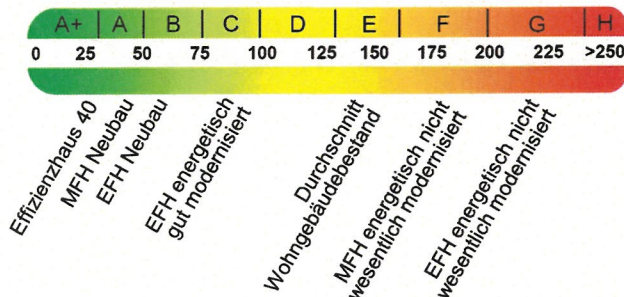 A+ A B C D E F G H
0 25 50 75 100 125 150 175 200 225 >250
Effizienzhaus 40
MFH Neubau
EFH Neubau
EFH energetisch
gut modernisiert
Durchschnitt
Wohngebäudebestand
MFH energetisch nicht
wesentlich modernisiert
EFH energetisch nicht
wesentlich modernisiert